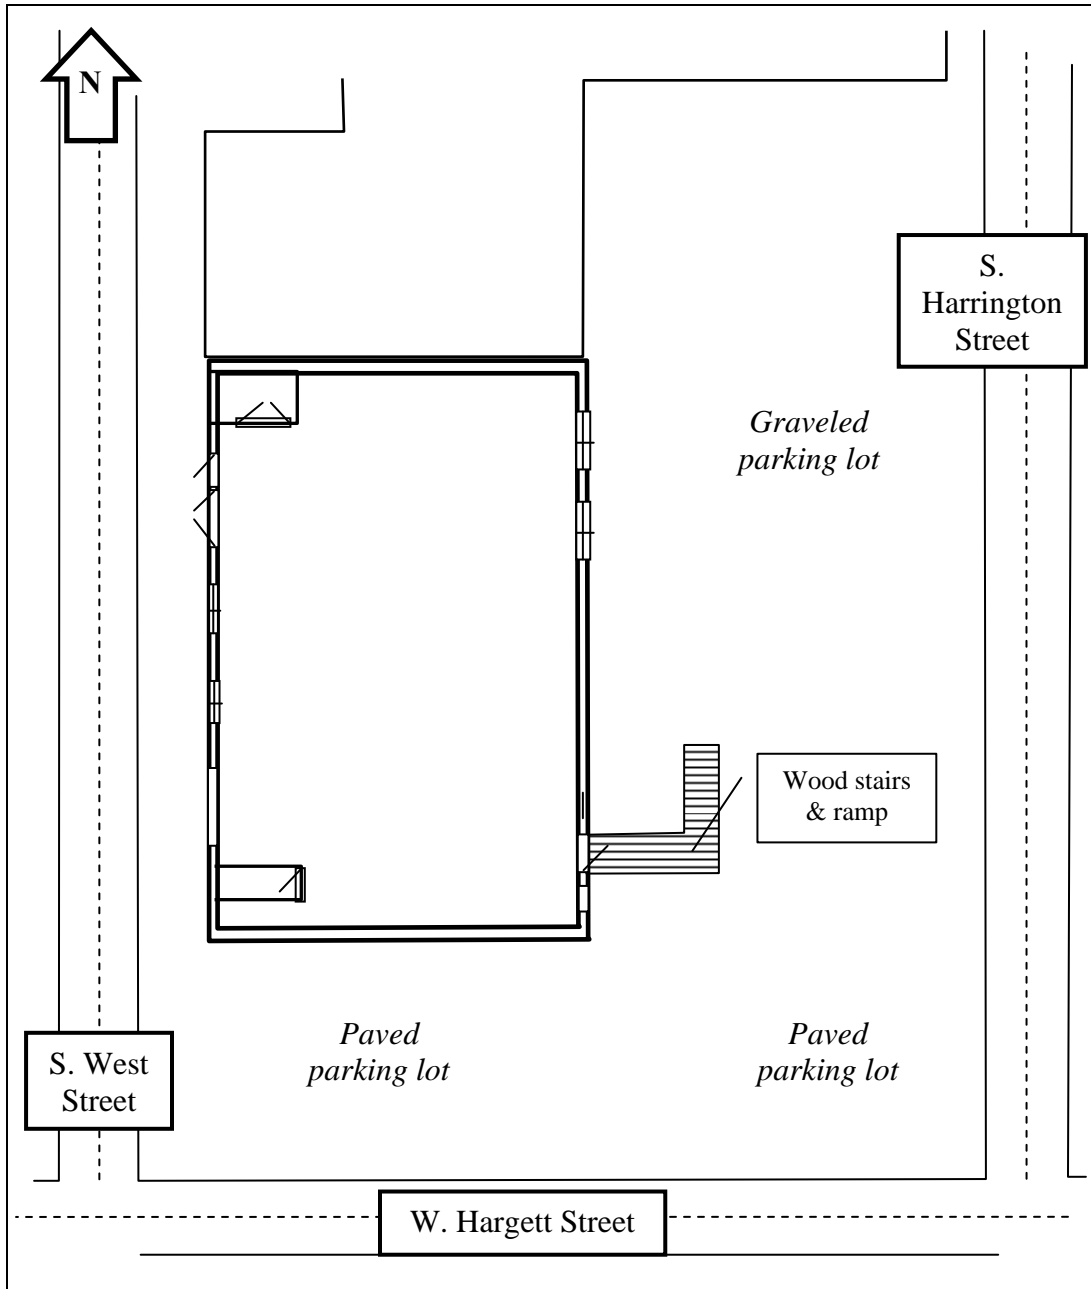 N
S.
Harrington
Street
Graveled
parking lot
Wood stairs
& ramp
Paved
parking lot
Paved
parking lot
S. West
Street
W. Hargett Street